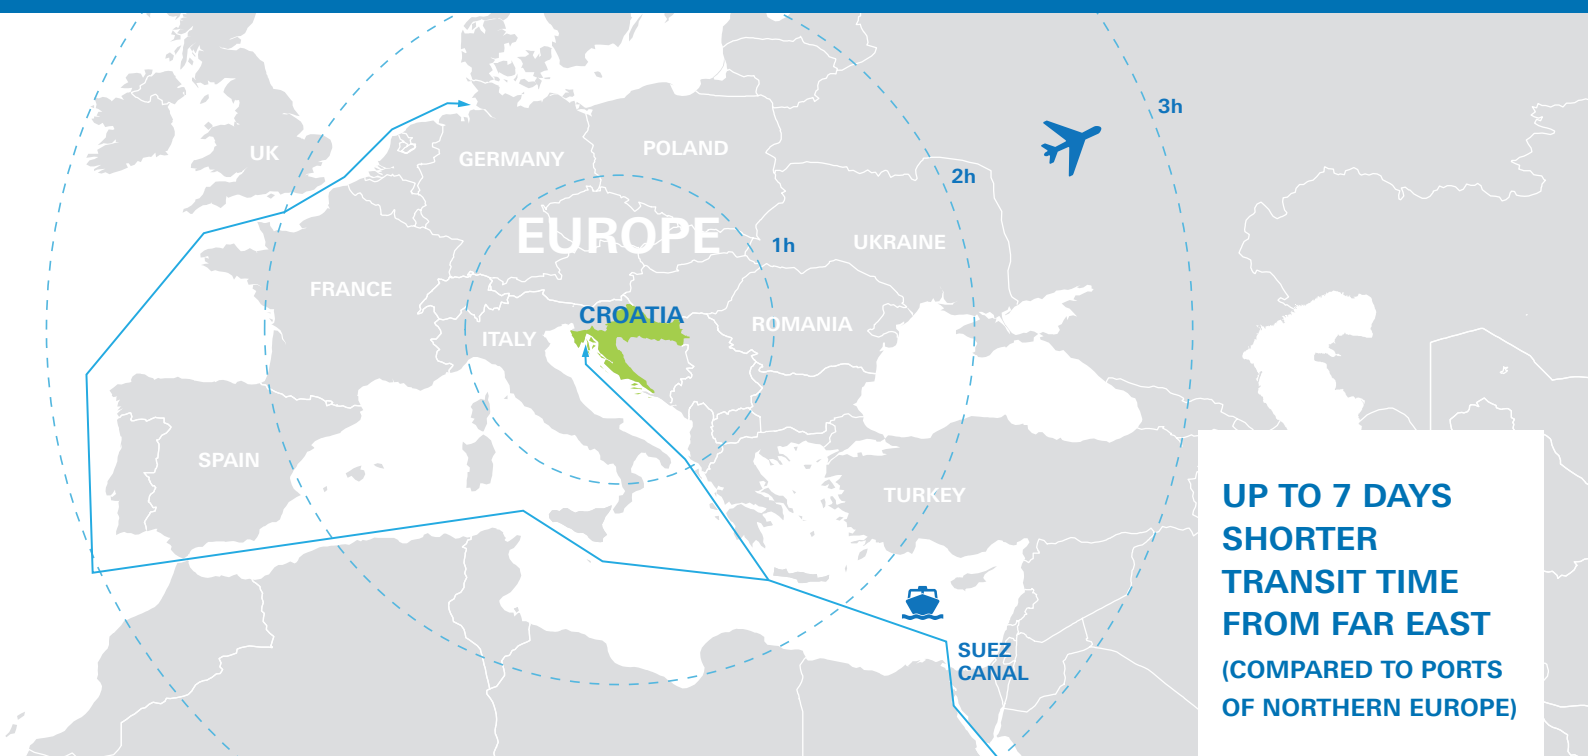 3h
UK
POLAND
GERMANY
2h
EUROPE
1h
UKRAINE
FRANCE
CROATIA
ROMANIA
ITALY
SPAIN
TURKEY
SUEZ
CANAL
UP TO 7 DAYS
SHORTER
TRANSIT TIME
FROM FAR EAST
(COMPARED TO PORTS
OF NORTHERN EUROPE)